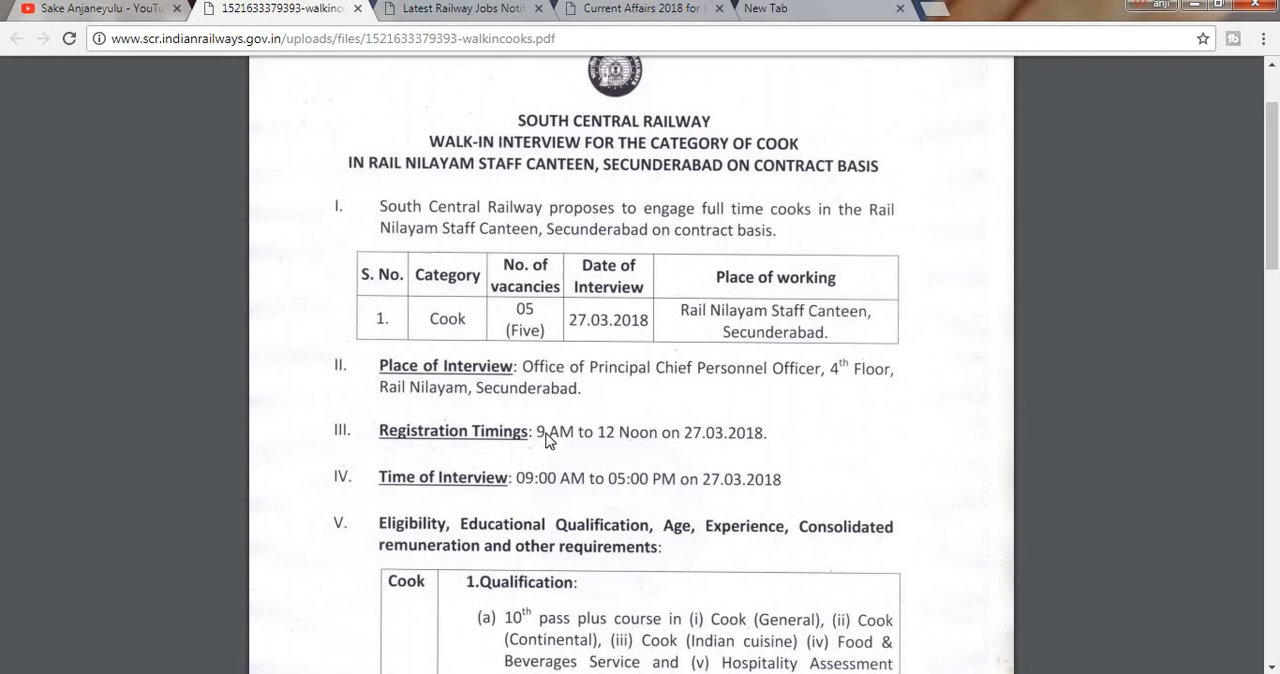 Sake Anjaneyulu - YouTu
1521633379393-walkinco
Latest Railway Jobs Noti
Current Affairs 2018 for
New Tab
anji
www.scr.indianrailways.gov.in/uploads/files/1521633379393-walkincooks.pdf
SOUTH CENTRAL RAILWAY
WALK-IN INTERVIEW FOR THE CATEGORY OF COOK
IN RAIL NILAYAM STAFF CANTEEN, SECUNDERABAD ON CONTRACT BASIS
I. South Central Railway proposes to engage full time cooks in the Rail
Nilayam Staff Canteen, Secunderabad on contract basis.
S. No. Category No. of vacancies Date of Interview Place of working
1. Cook 05 (Five) 27.03.2018 Rail Nilayam Staff Canteen, Secunderabad.
II. Place of Interview: Office of Principal Chief Personnel Officer, 4th Floor,
Rail Nilayam, Secunderabad.
III. Registration Timings: 9 AM to 12 Noon on 27.03.2018.
IV. Time of Interview: 09:00 AM to 05:00 PM on 27.03.2018
V. Eligibility, Educational Qualification, Age, Experience, Consolidated
remuneration and other requirements:
Cook 1.Qualification:
(a) 10th pass plus course in (i) Cook (General), (ii) Cook
(Continental), (iii) Cook (Indian cuisine) (iv) Food &
Beverages Service and (v) Hospitality Assessment